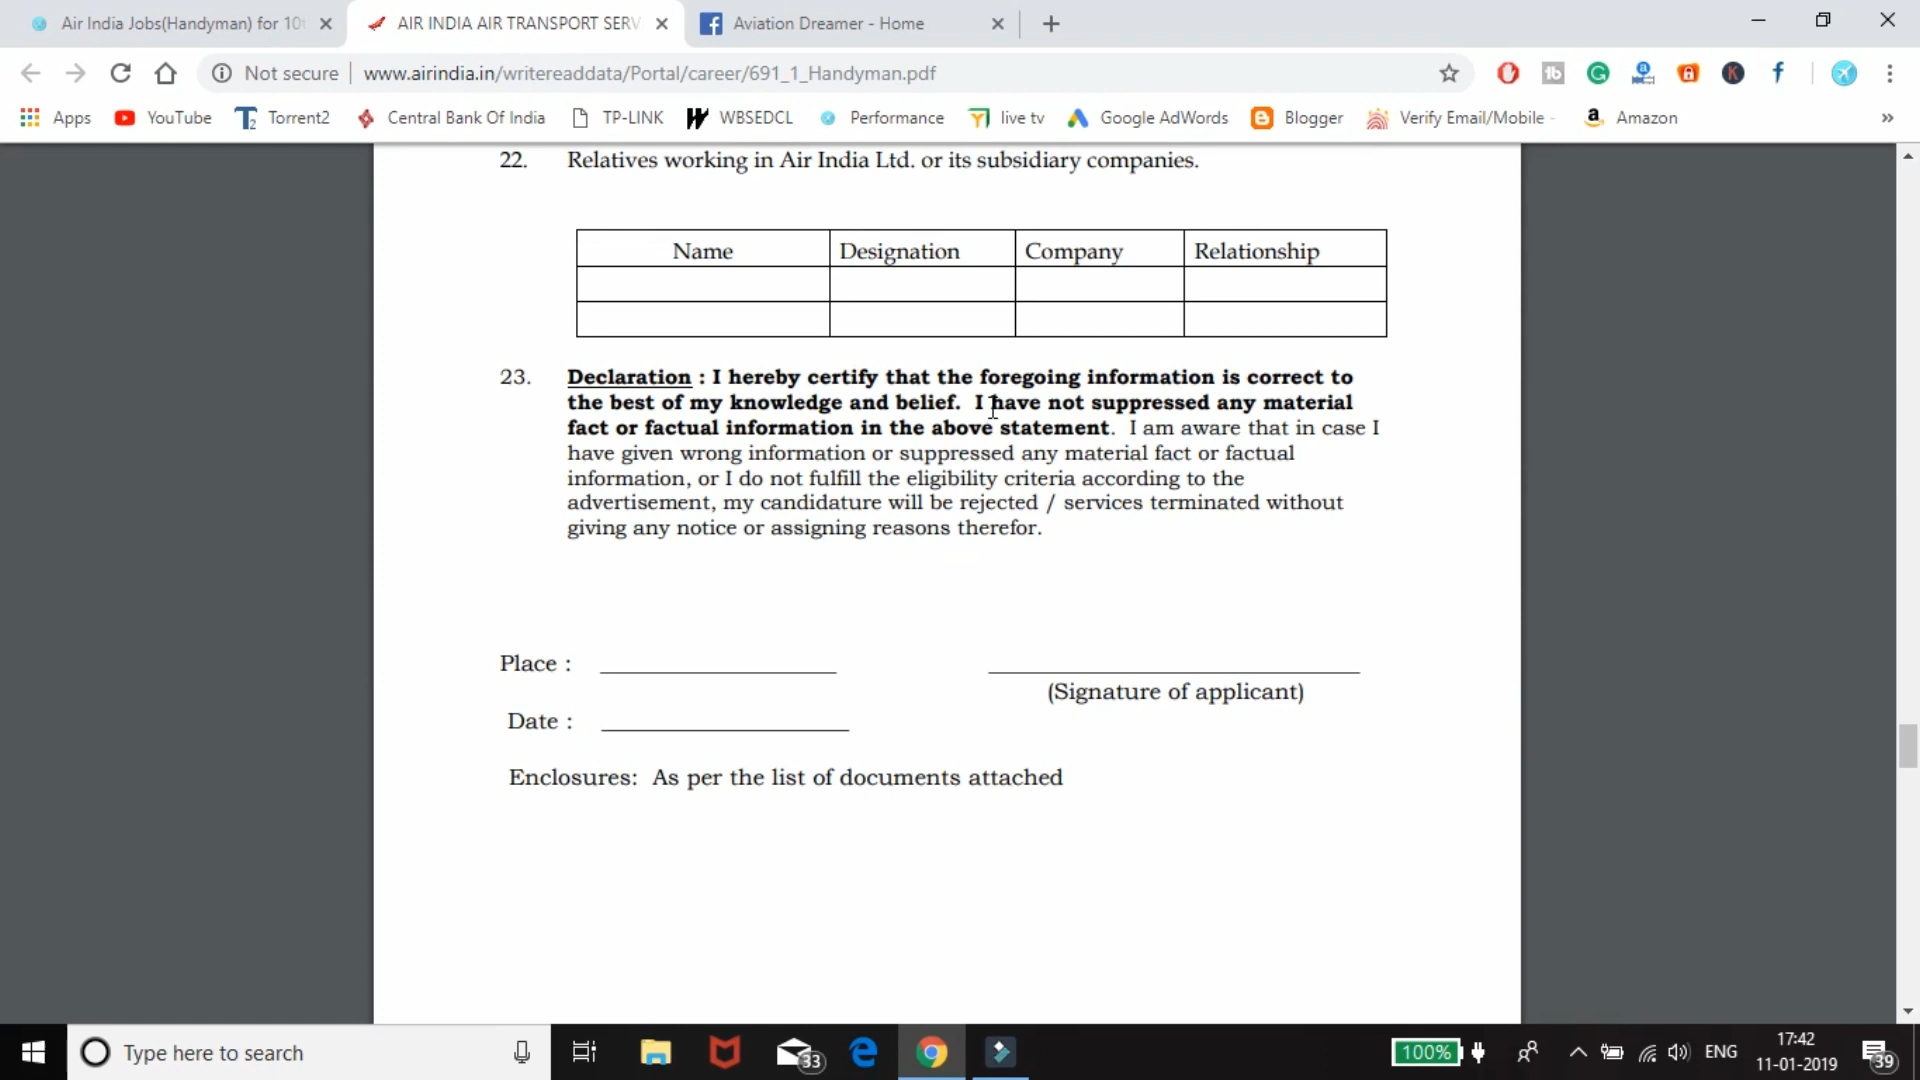 Air India Jobs(Handyman) for 10t
AIR INDIA AIR TRANSPORT SERV
Aviation Dreamer - Home
Not secure
www.airindia.in/writereaddata/Portal/career/691_1_Handyman.pdf
Apps YouTube Torrent2 Central Bank Of India TP-LINK WBSEDCL Performance live tv Google AdWords Blogger Verify Email/Mobile - Amazon »
22. Relatives working in Air India Ltd. or its subsidiary companies.
Name Designation Company Relationship
23. Declaration : I hereby certify that the foregoing information is correct to
the best of my knowledge and belief. I have not suppressed any material
fact or factual information in the above statement. I am aware that in case I
have given wrong information or suppressed any material fact or factual
information, or I do not fulfill the eligibility criteria according to the
advertisement, my candidature will be rejected / services terminated without
giving any notice or assigning reasons therefor.
Place :
(Signature of applicant)
Date :
Enclosures: As per the list of documents attached
Type here to search
33
100%
ENG
17:42
11-01-2019
39